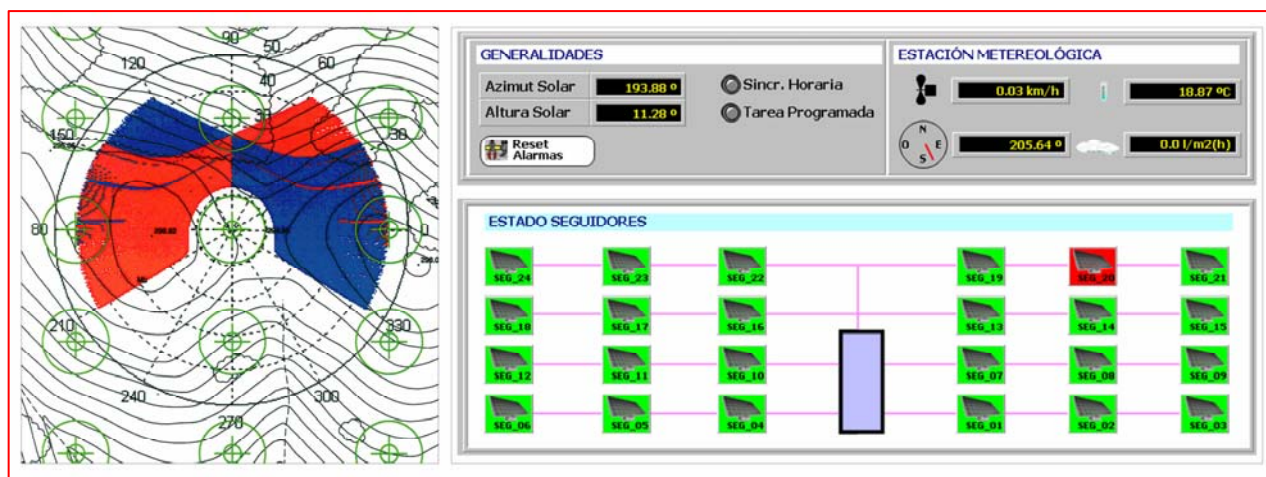 90
50
120
60
40
30
150
30
80
0
210
330
240
300
270
GENERALIDADES
Azimut Solar
193.88 º
Altura Solar
11.28 º
Sincr. Horaria
Tarea Programada
Reset
Alarmas
ESTACIÓN METEREOLÓGICA
0.03 km/h
18.87 ºC
N
O E
S
205.64 º
0.0 l/m2(h)
ESTADO SEGUIDORES
SEG_24 SEG_23 SEG_22 SEG_19 SEG_20 SEG_21
SEG_18 SEG_17 SEG_16 SEG_13 SEG_14 SEG_15
SEG_12 SEG_11 SEG_10 SEG_07 SEG_08 SEG_09
SEG_06 SEG_05 SEG_04 SEG_01 SEG_02 SEG_03